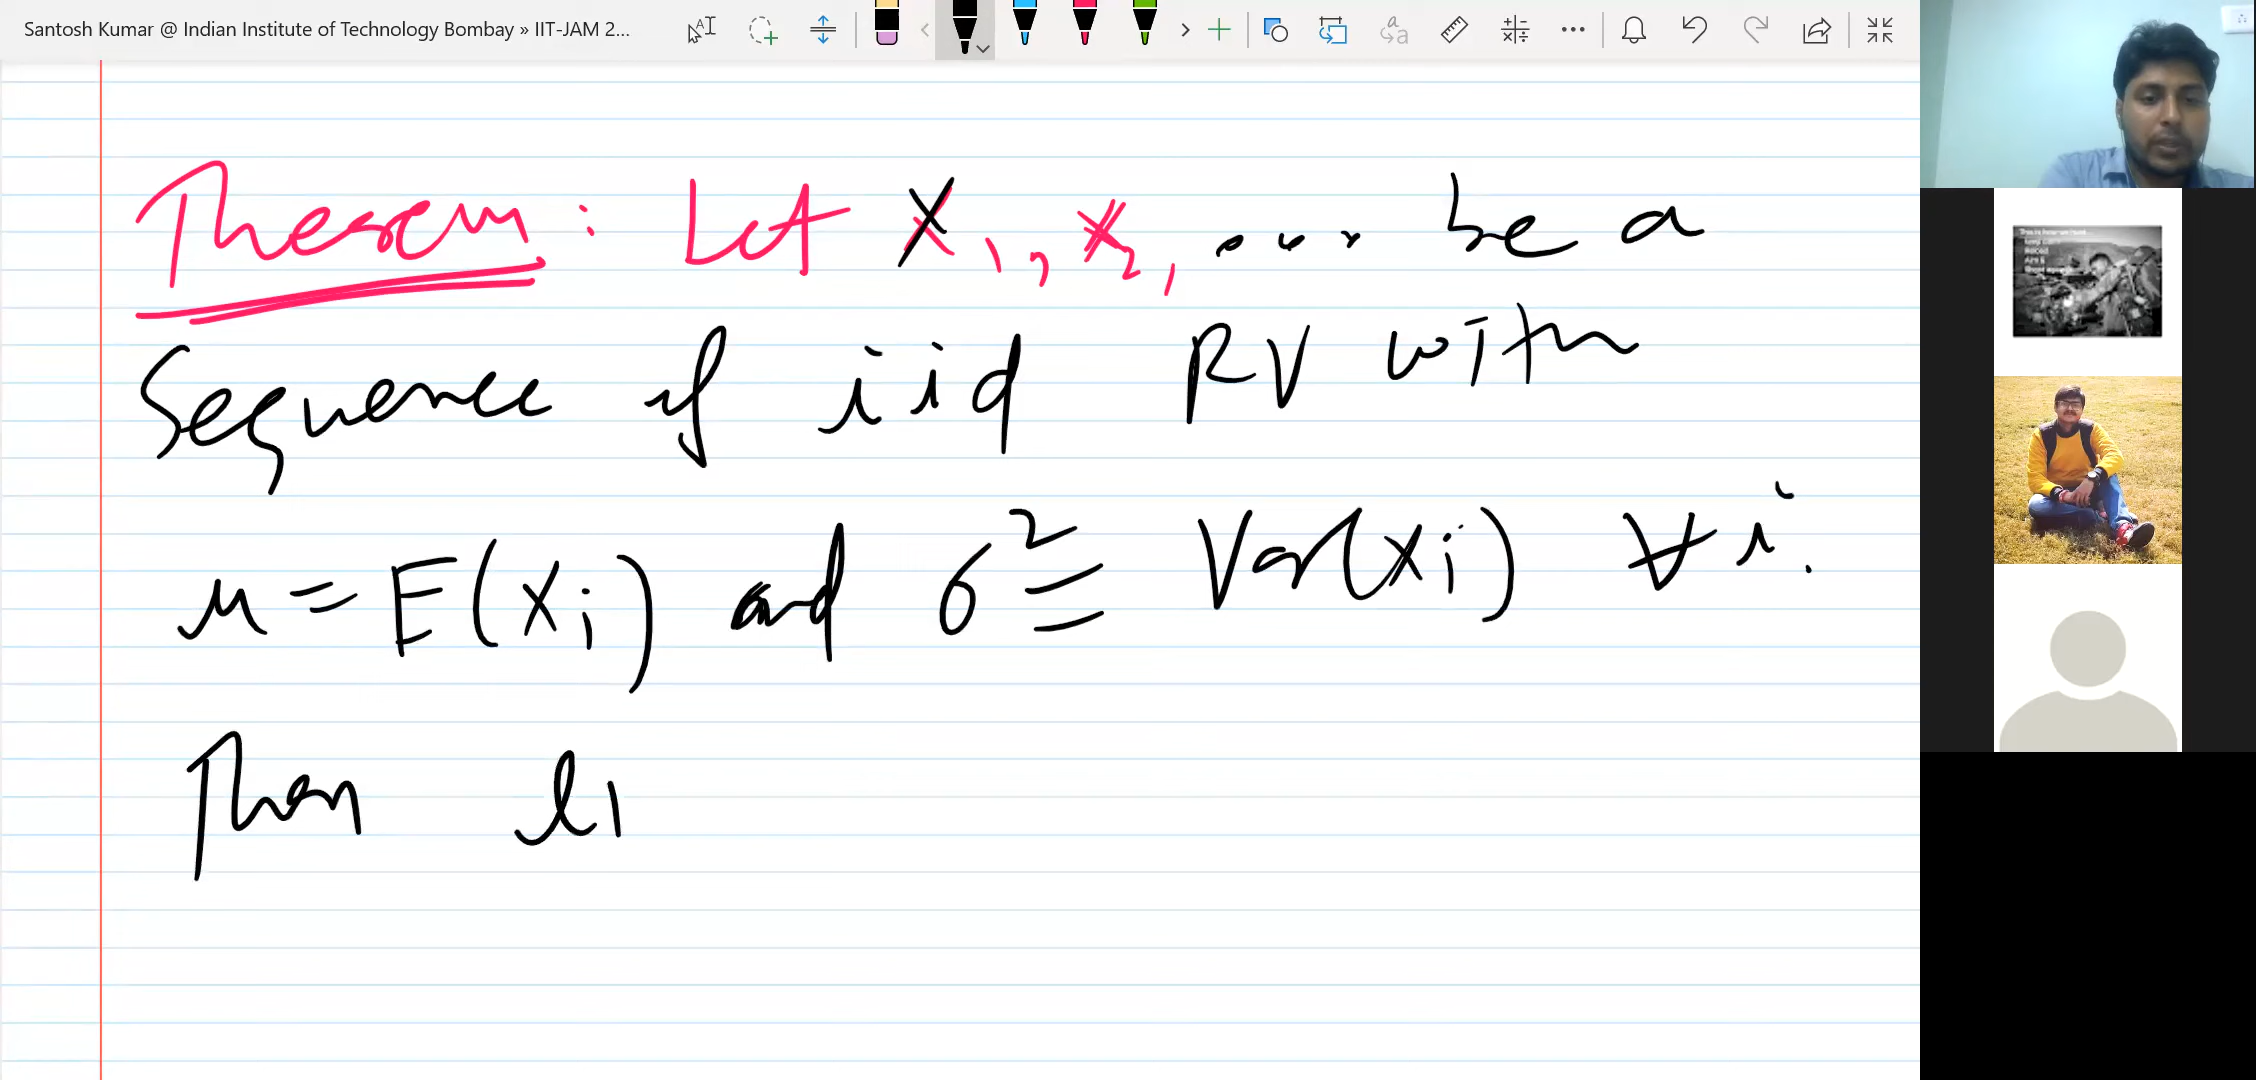 Santosh Kumar @ Indian Institute of Technology Bombay » IIT-JAM 2...
Theorem: Let X₁, X₂, ... be a
Sequence of iid RV with
μ = E(Xi) and σ² = Var(Xi) ∀ i.
Then li